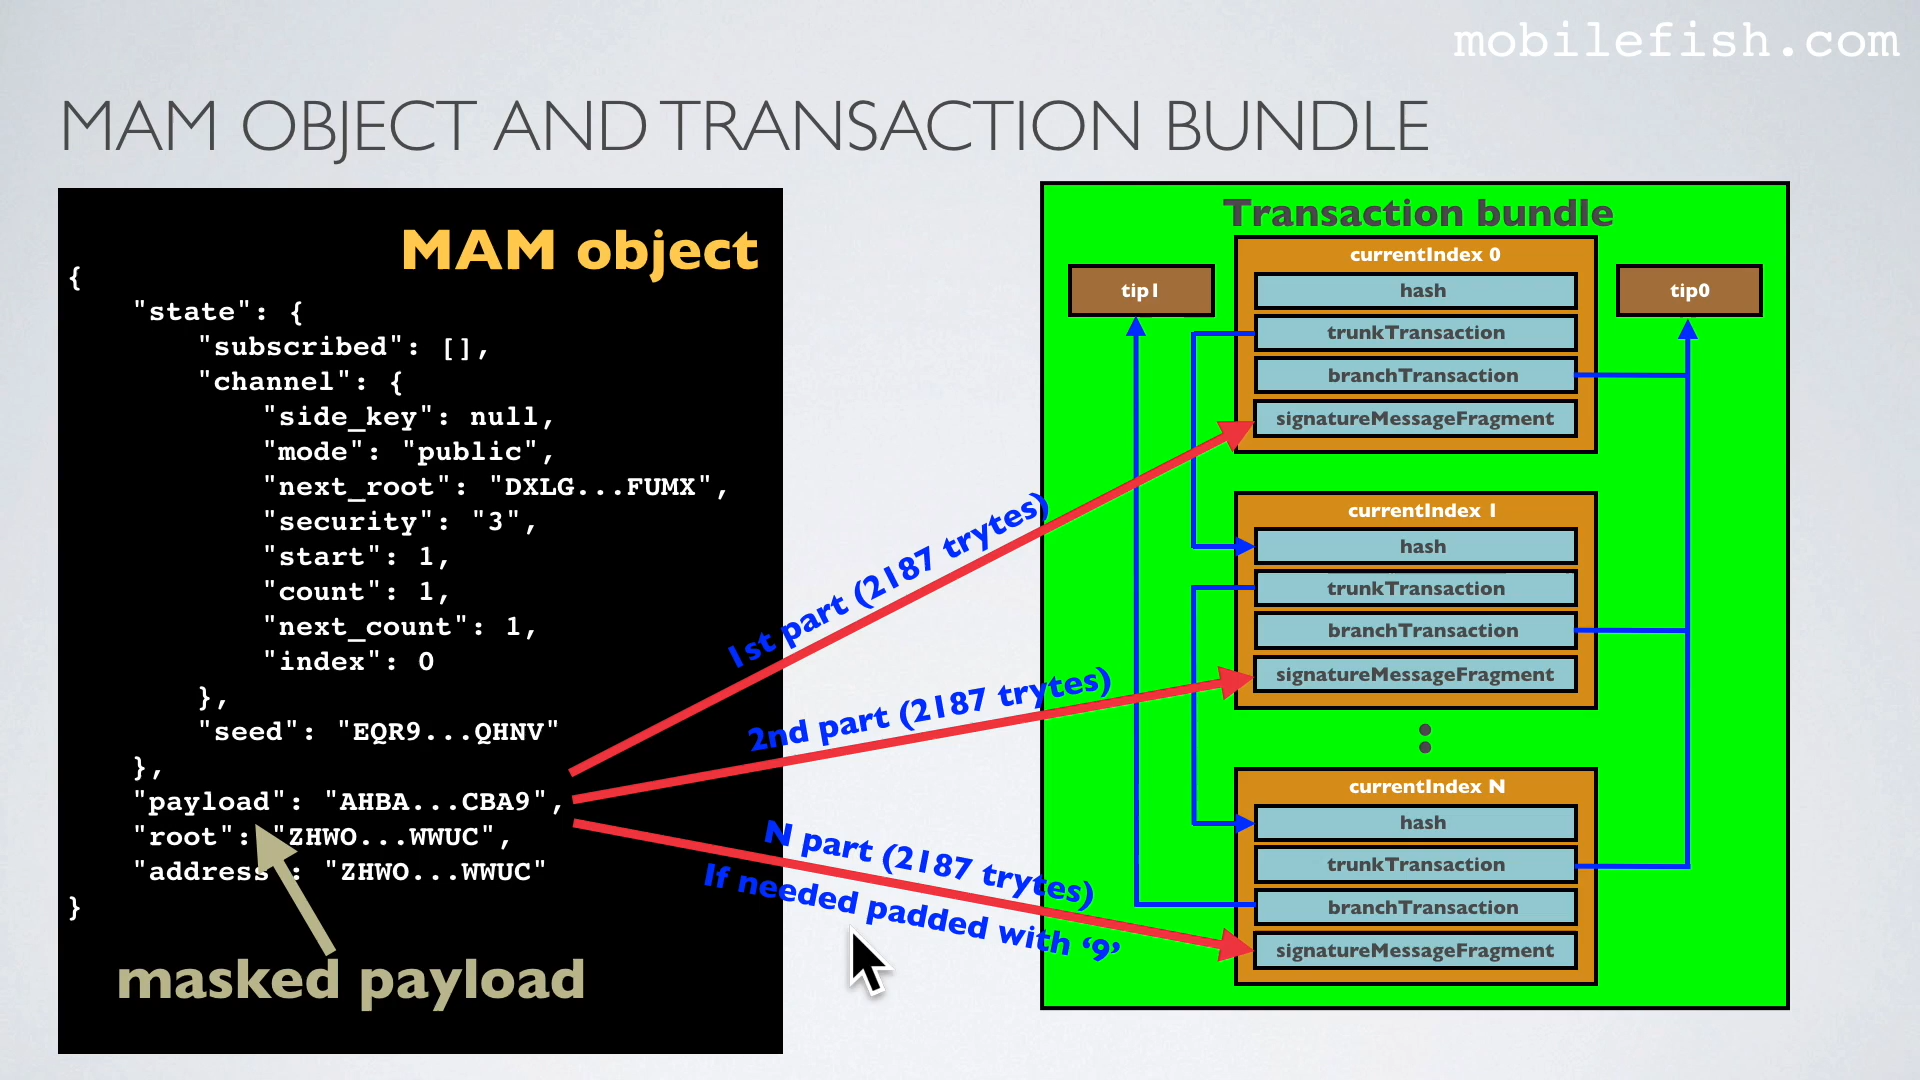 mobilefish.com
MAM OBJECT AND TRANSACTION BUNDLE
MAM object
{
"state": {
"subscribed": [],
"channel": {
"side_key": null,
"mode": "public",
"next_root": "DXLG...FUMX",
"security": "3",
"start": 1,
"count": 1,
"next_count": 1,
"index": 0
},
"seed": "EQR9...QHNV"
},
"payload": "AHBA...CBA9",
"root": "ZHWO...WWUC",
"address": "ZHWO...WWUC"
}
masked payload
1st part (2187 trytes)
2nd part (2187 trytes)
N part (2187 trytes)
If needed padded with ‘9’
Transaction bundle
tip1
tip0
currentIndex 0
hash
trunkTransaction
branchTransaction
signatureMessageFragment
currentIndex 1
hash
trunkTransaction
branchTransaction
signatureMessageFragment
currentIndex N
hash
trunkTransaction
branchTransaction
signatureMessageFragment